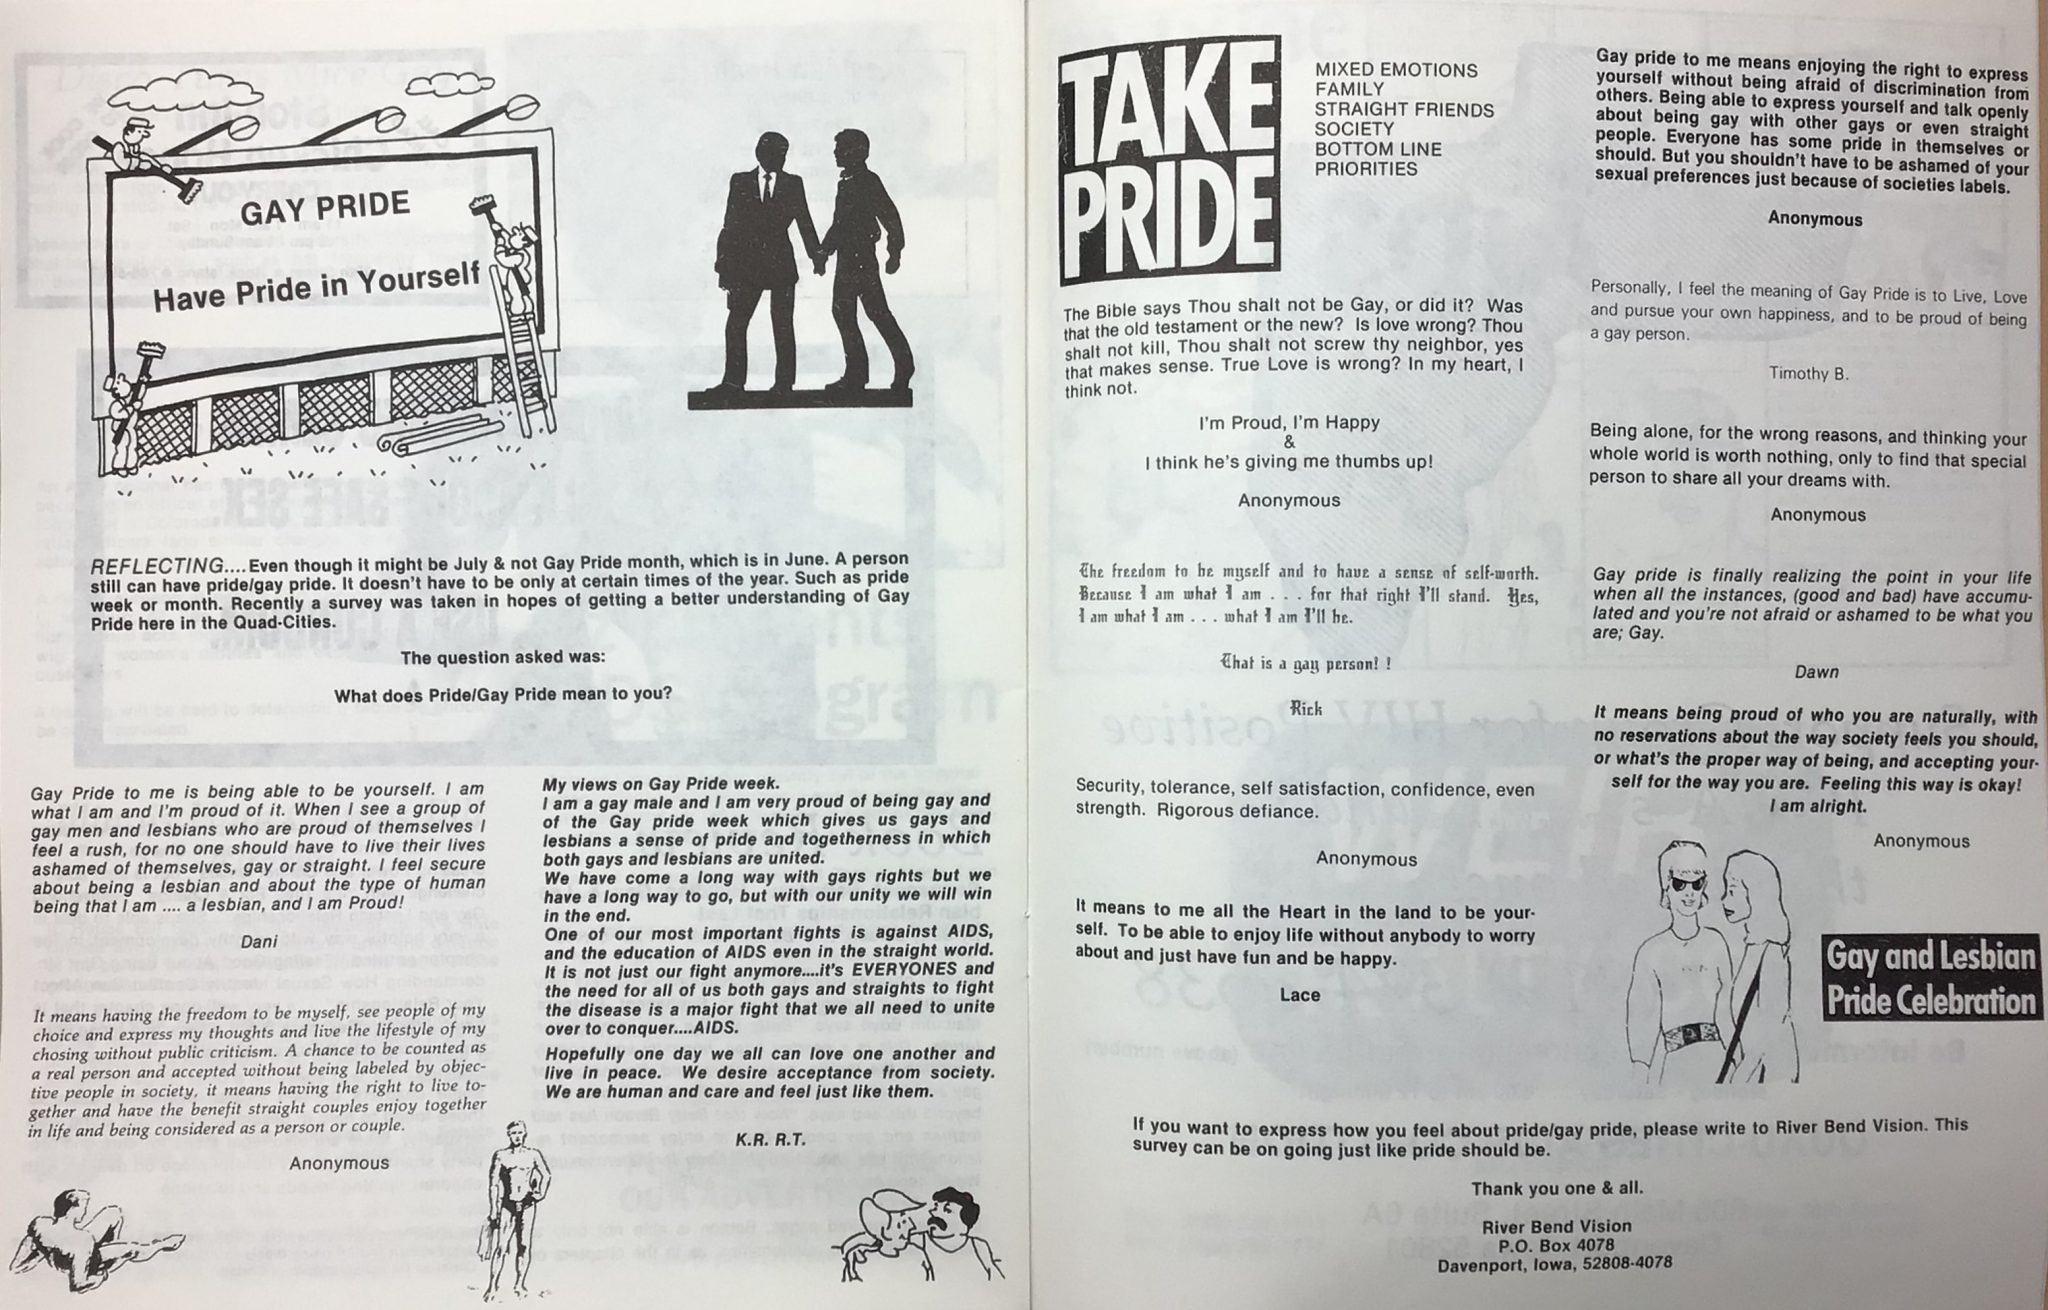 GAY PRIDE
Have Pride in Yourself
REFLECTING....Even though it might be July & not Gay Pride month, which is in June. A person
still can have pride/gay pride. It doesn't have to be only at certain times of the year. Such as pride
week or month. Recently a survey was taken in hopes of getting a better understanding of Gay
Pride here in the Quad-Cities.
The question asked was:
What does Pride/Gay Pride mean to you?
Gay Pride to me is being able to be yourself. I am
what I am and I'm proud of it. When I see a group of
gay men and lesbians who are proud of themselves I
feel a rush, for no one should have to live their lives
ashamed of themselves, gay or straight. I feel secure
about being a lesbian and about the type of human
being that I am .... a lesbian, and I am Proud!
Dani
It means having the freedom to be myself, see people of my
choice and express my thoughts and live the lifestyle of my
chosing without public criticism. A chance to be counted as
a real person and accepted without being labeled by objec-
tive people in society, it means having the right to live to-
gether and have the benefit straight couples enjoy together
in life and being considered as a person or couple.
Anonymous
My views on Gay Pride week.
I am a gay male and I am very proud of being gay and
of the Gay pride week which gives us gays and
lesbians a sense of pride and togetherness in which
both gays and lesbians are united.
We have come a long way with gays rights but we
have a long way to go, but with our unity we will win
in the end.
One of our most important fights is against AIDS,
and the education of AIDS even in the straight world.
It is not just our fight anymore....it's EVERYONES and
the need for all of us both gays and straights to fight
the disease is a major fight that we all need to unite
over to conquer....AIDS.
Hopefully one day we all can love one another and
live in peace. We desire acceptance from society.
We are human and care and feel just like them.
K.R. R.T.
TAKE
PRIDE
MIXED EMOTIONS
FAMILY
STRAIGHT FRIENDS
SOCIETY
BOTTOM LINE
PRIORITIES
The Bible says Thou shalt not be Gay, or did it? Was
that the old testament or the new? Is love wrong? Thou
shalt not kill, Thou shalt not screw thy neighbor, yes
that makes sense. True Love is wrong? In my heart, I
think not.
I'm Proud, I'm Happy
&
I think he's giving me thumbs up!
Anonymous
The freedom to be myself and to have a sense of self-worth.
Because I am what I am . . . for that right I'll stand. Yes,
I am what I am . . . what I am I'll be.
That is a gay person! !
Rick
Security, tolerance, self satisfaction, confidence, even
strength. Rigorous defiance.
Anonymous
It means to me all the Heart in the land to be your-
self. To be able to enjoy life without anybody to worry
about and just have fun and be happy.
Lace
Gay pride to me means enjoying the right to express
yourself without being afraid of discrimination from
others. Being able to express yourself and talk openly
about being gay with other gays or even straight
people. Everyone has some pride in themselves or
should. But you shouldn't have to be ashamed of your
sexual preferences just because of societies labels.
Anonymous
Personally, I feel the meaning of Gay Pride is to Live, Love
and pursue your own happiness, and to be proud of being
a gay person.
Timothy B.
Being alone, for the wrong reasons, and thinking your
whole world is worth nothing, only to find that special
person to share all your dreams with.
Anonymous
Gay pride is finally realizing the point in your life
when all the instances, (good and bad) have accumu-
lated and you're not afraid or ashamed to be what you
are; Gay.
Dawn
It means being proud of who you are naturally, with
no reservations about the way society feels you should,
or what's the proper way of being, and accepting your-
self for the way you are. Feeling this way is okay!
I am alright.
Anonymous
Gay and Lesbian
Pride Celebration
If you want to express how you feel about pride/gay pride, please write to River Bend Vision. This
survey can be on going just like pride should be.
Thank you one & all.
River Bend Vision
P.O. Box 4078
Davenport, Iowa, 52808-4078